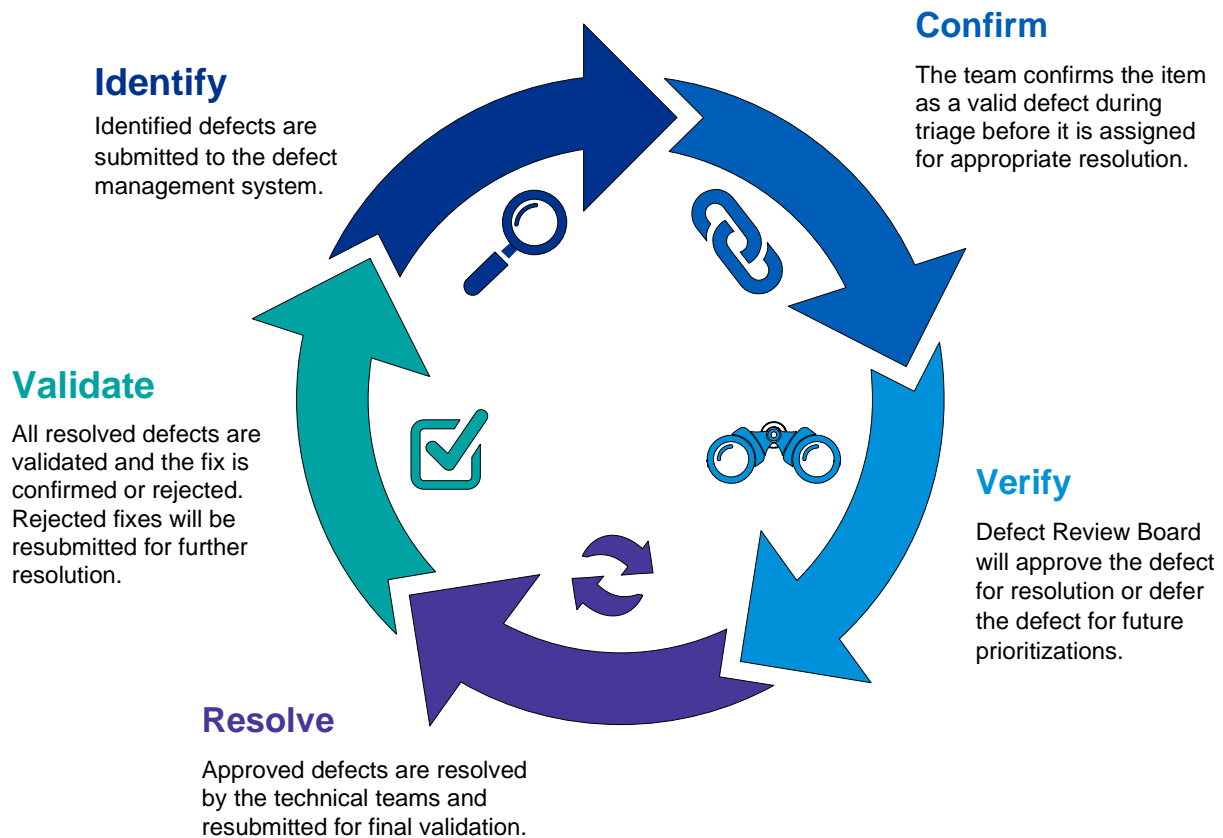 Identify
Identified defects are
submitted to the defect
management system.
Confirm
The team confirms the item
as a valid defect during
triage before it is assigned
for appropriate resolution.
Verify
Defect Review Board
will approve the defect
for resolution or defer
the defect for future
prioritizations.
Resolve
Approved defects are resolved
by the technical teams and
resubmitted for final validation.
Validate
All resolved defects are
validated and the fix is
confirmed or rejected.
Rejected fixes will be
resubmitted for further
resolution.